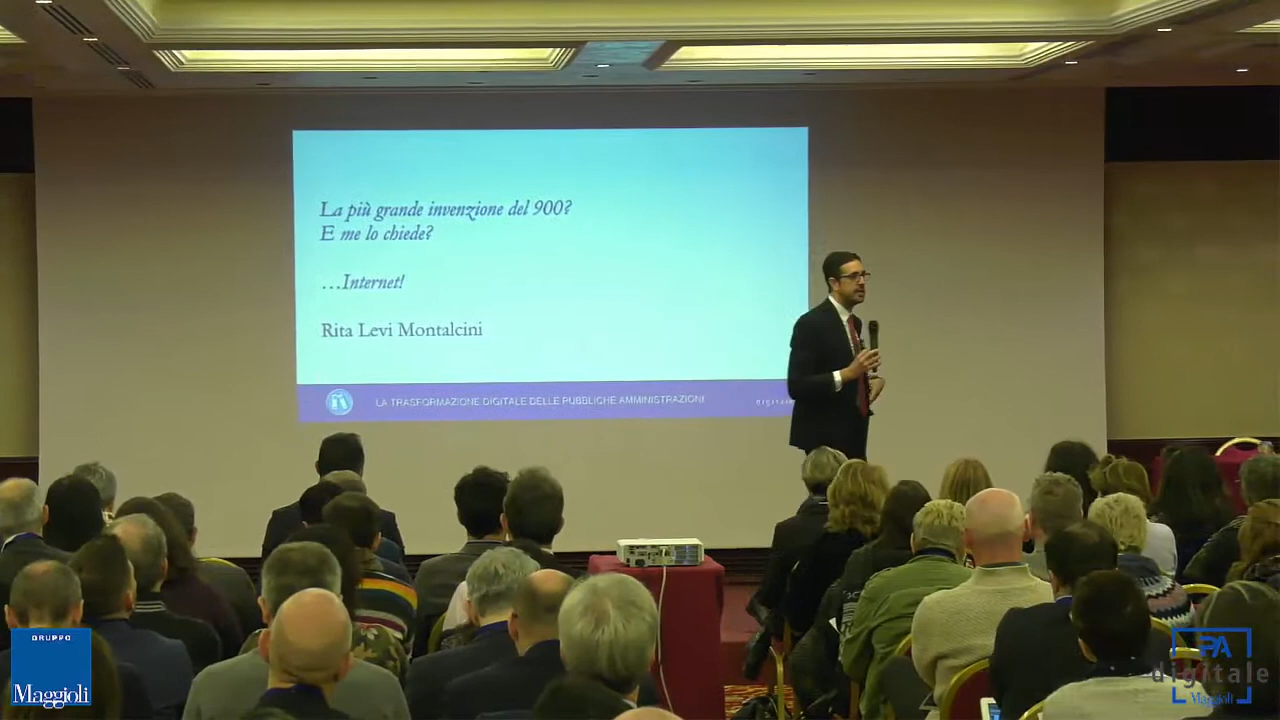 La più grande invenzione del 900?
E me lo chiede?
...Internet!
Rita Levi Montalcini
LA TRASFORMAZIONE DIGITALE DELLE PUBBLICHE AMMINISTRAZIONI
digitale
GRUPPO
Maggioli
PA
digitale
Maggioli